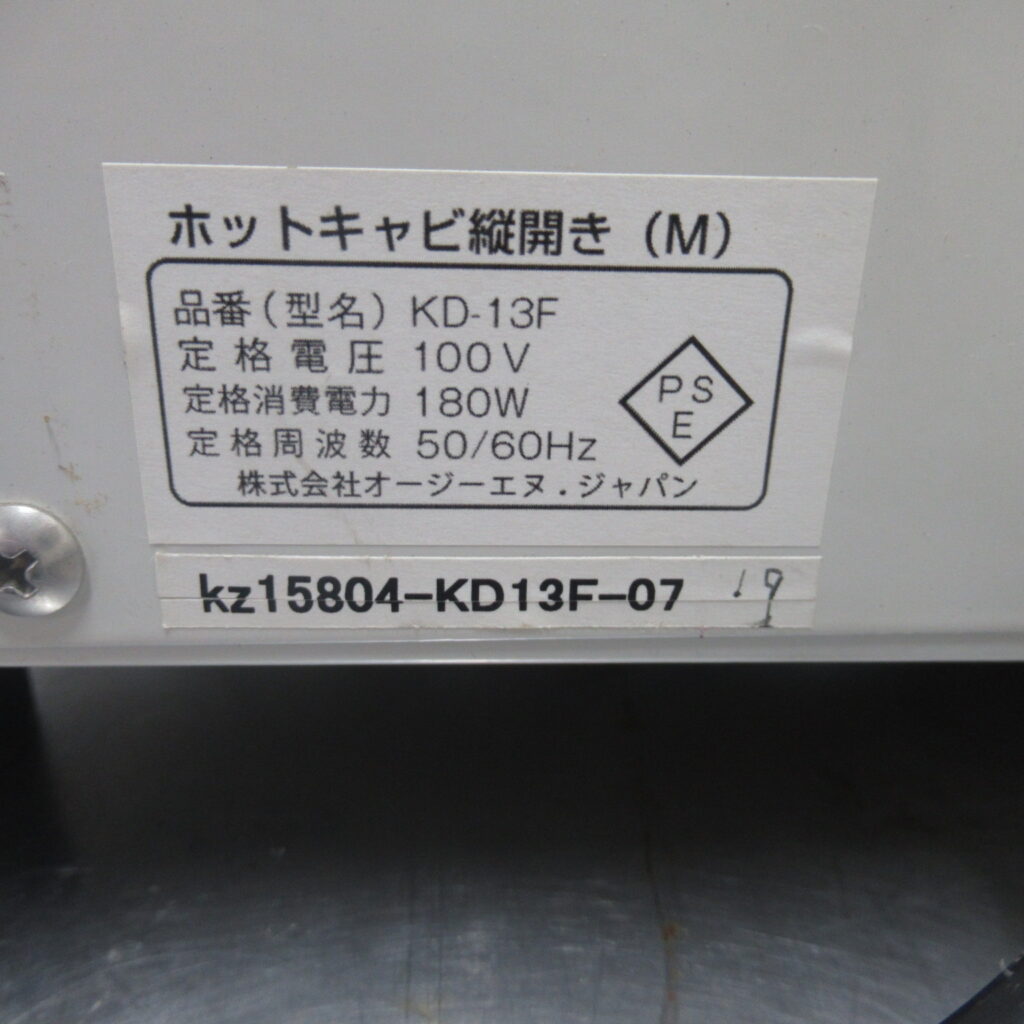 ホットキャビ縦開き（M）
品番（型名） KD-13F
定格電圧 100V
定格消費電力 180W
定格周波数 50/60Hz
PS
E
株式会社オージーエヌ．ジャパン
kz15804-KD13F-07